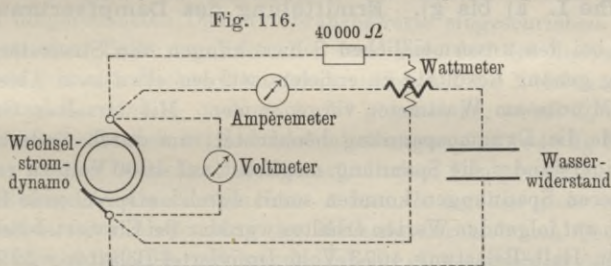 Fig. 116.
40 000 Ω
Wattmeter
Ampèremeter
Wechsel-
strom-
dynamo
Voltmeter
Wasser-
widerstand